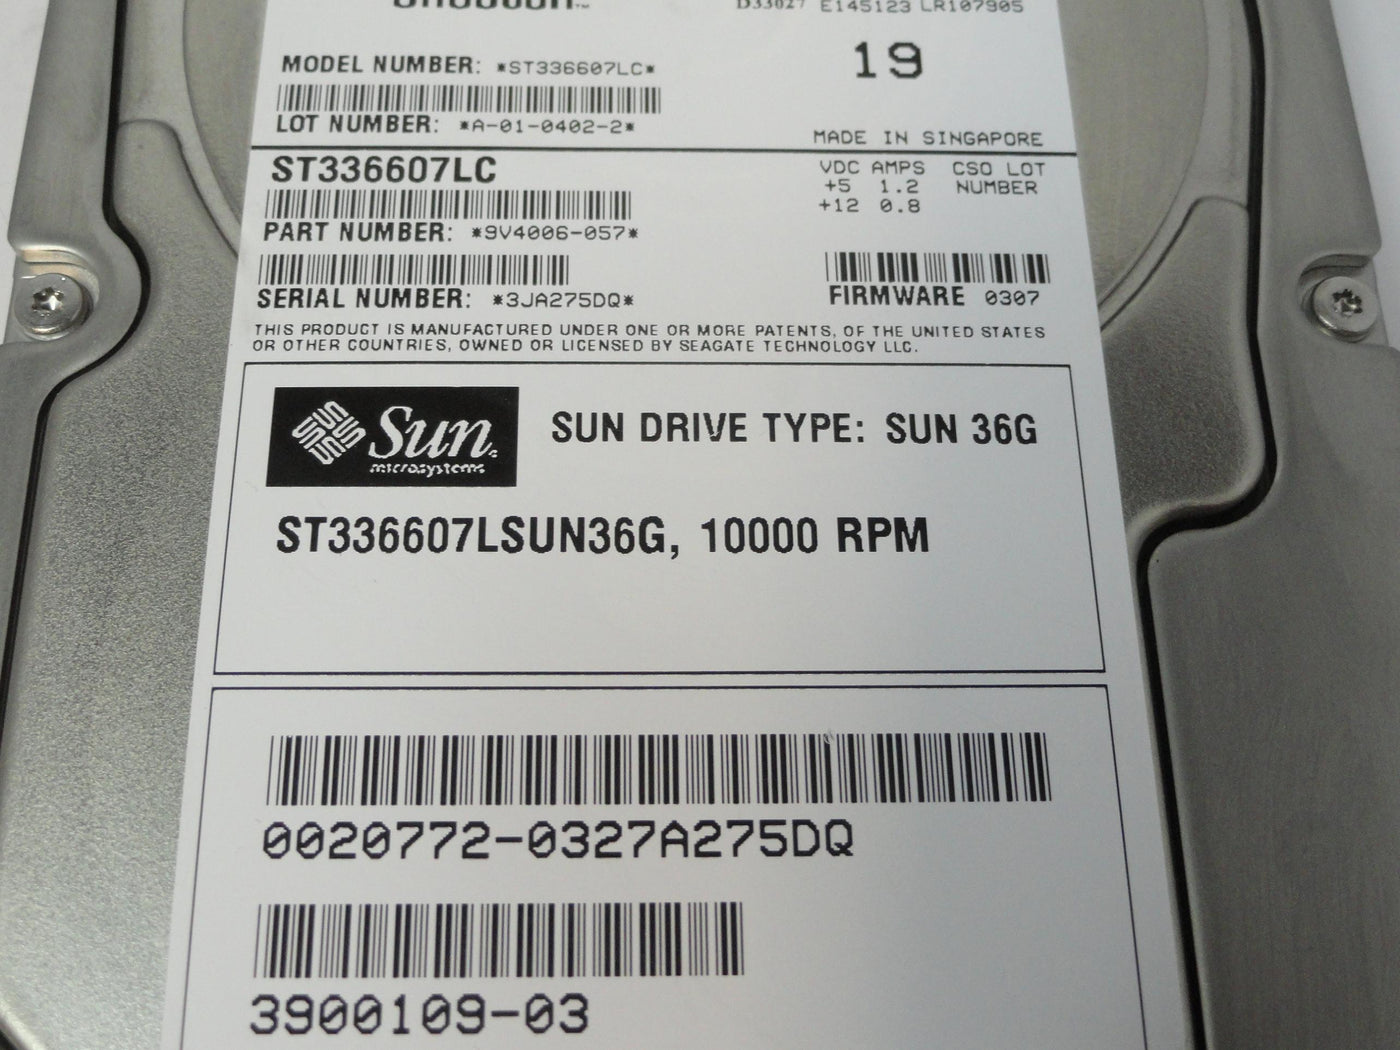 D33027 E145123 LR107905
MODEL NUMBER: *ST336607LC*
19
LOT NUMBER: *A-01-0402-2*
MADE IN SINGAPORE
ST336607LC
VDC AMPS CSO LOT
+5 1.2 NUMBER
+12 0.8
PART NUMBER: *9V4006-057*
SERIAL NUMBER: *3JA275DQ*
FIRMWARE 0307
THIS PRODUCT IS MANUFACTURED UNDER ONE OR MORE PATENTS, OF THE UNITED STATES
OR OTHER COUNTRIES, OWNED OR LICENSED BY SEAGATE TECHNOLOGY LLC.
Sun
microsystems
SUN DRIVE TYPE: SUN 36G
ST336607LSUN36G, 10000 RPM
0020772-0327A275DQ
3900109-03